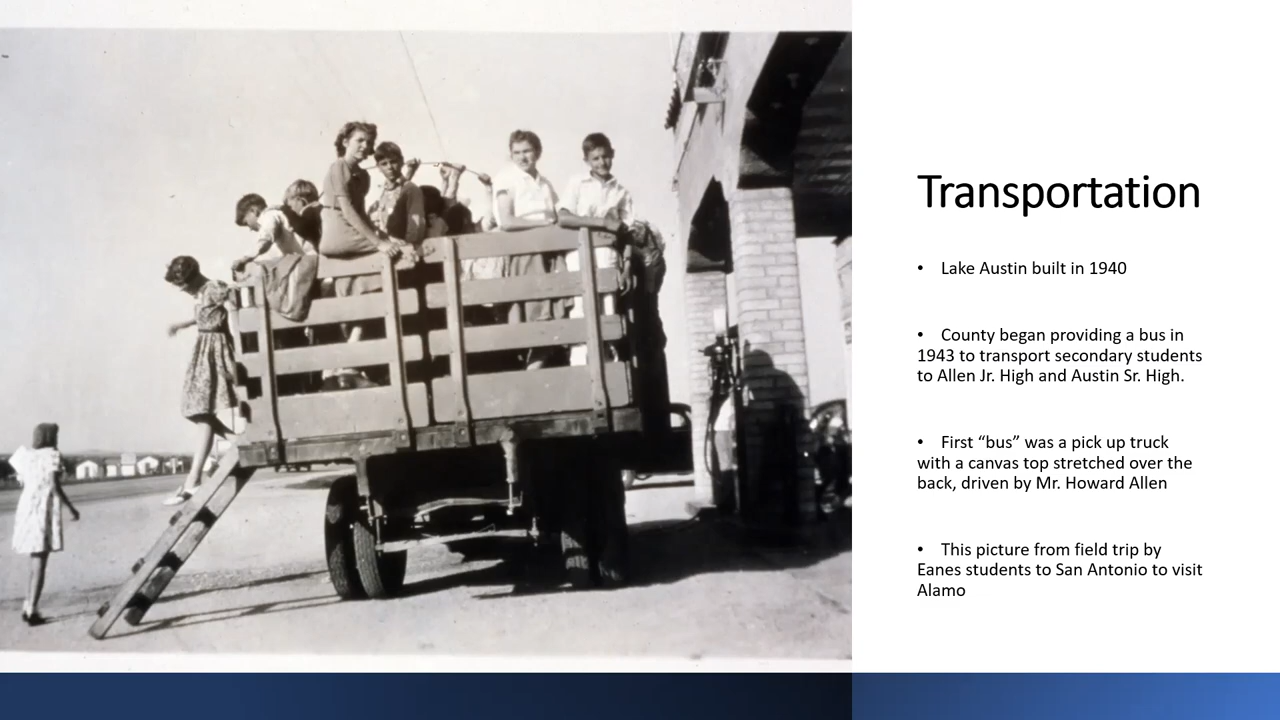 Transportation
• Lake Austin built in 1940
• County began providing a bus in
1943 to transport secondary students
to Allen Jr. High and Austin Sr. High.
• First “bus” was a pick up truck
with a canvas top stretched over the
back, driven by Mr. Howard Allen
• This picture from field trip by
Eanes students to San Antonio to visit
Alamo